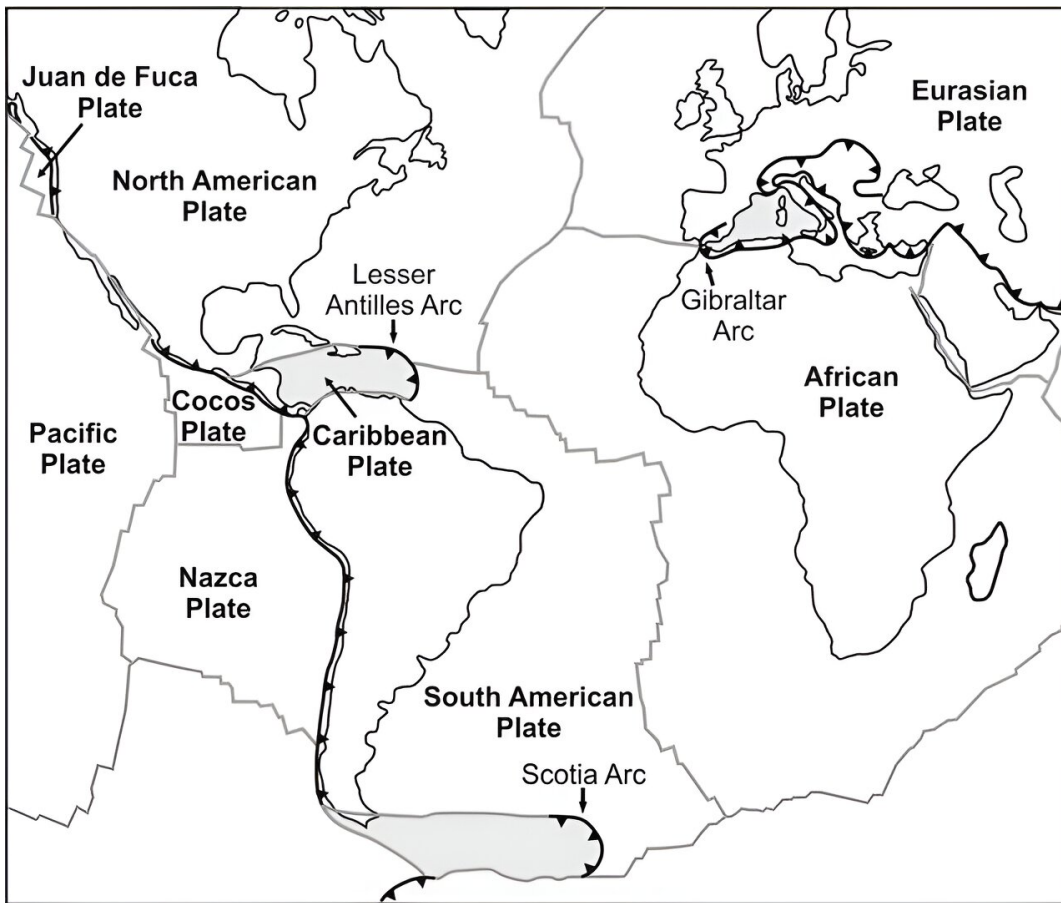 Juan de Fuca
Plate
Eurasian
Plate
North American
Plate
Lesser
Antilles Arc
Gibraltar
Arc
African
Plate
Cocos
Plate
Pacific
Plate
Caribbean
Plate
Nazca
Plate
South American
Plate
Scotia Arc